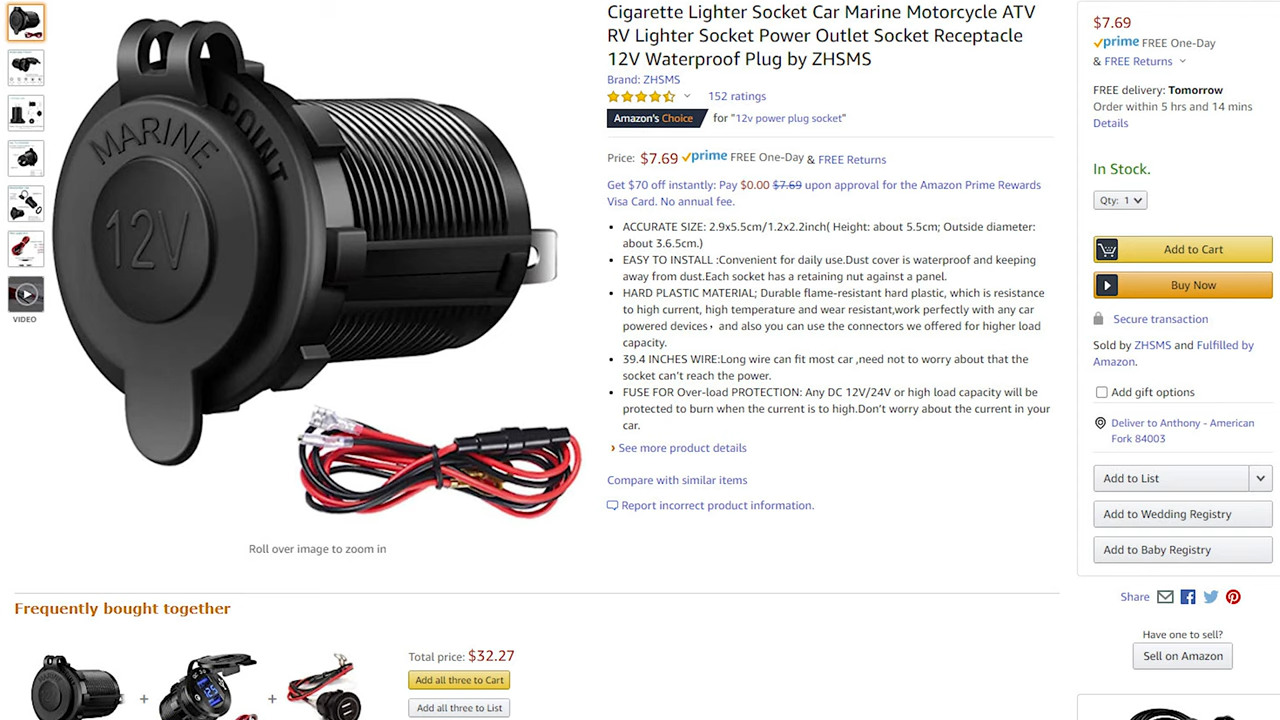 Cigarette Lighter Socket Car Marine Motorcycle ATV
RV Lighter Socket Power Outlet Socket Receptacle
12V Waterproof Plug by ZHSMS
Brand: ZHSMS
152 ratings
Amazon's Choice for "12v power plug socket"
Price: $7.69 prime FREE One-Day & FREE Returns
Get $70 off instantly: Pay $0.00 $7.69 upon approval for the Amazon Prime Rewards
Visa Card. No annual fee.
• ACCURATE SIZE: 2.9x5.5cm/1.2x2.2inch( Height: about 5.5cm; Outside diameter:
about 3.6.5cm.)
• EASY TO INSTALL :Convenient for daily use.Dust cover is waterproof and keeping
away from dust.Each socket has a retaining nut against a panel.
• HARD PLASTIC MATERIAL; Durable flame-resistant hard plastic, which is resistance
to high current, high temperature and wear resistant,work perfectly with any car
powered devices, and also you can use the connectors we offered for higher load
capacity.
• 39.4 INCHES WIRE:Long wire can fit most car ,need not to worry about that the
socket can't reach the power.
• FUSE FOR Over-load PROTECTION: Any DC 12V/24V or high load capacity will be
protected to burn when the current is to high.Don't worry about the current in your
car.
› See more product details
Compare with similar items
Report incorrect product information.
MARINE
POINT
12V
VIDEO
Roll over image to zoom in
$7.69
prime FREE One-Day
& FREE Returns
FREE delivery: Tomorrow
Order within 5 hrs and 14 mins
Details
In Stock.
Qty: 1
Add to Cart
Buy Now
Secure transaction
Sold by ZHSMS and Fulfilled by
Amazon.
Add gift options
Deliver to Anthony - American
Fork 84003
Add to List
Add to Wedding Registry
Add to Baby Registry
Share
Have one to sell?
Sell on Amazon
Frequently bought together
+
+
Total price: $32.27
Add all three to Cart
Add all three to List